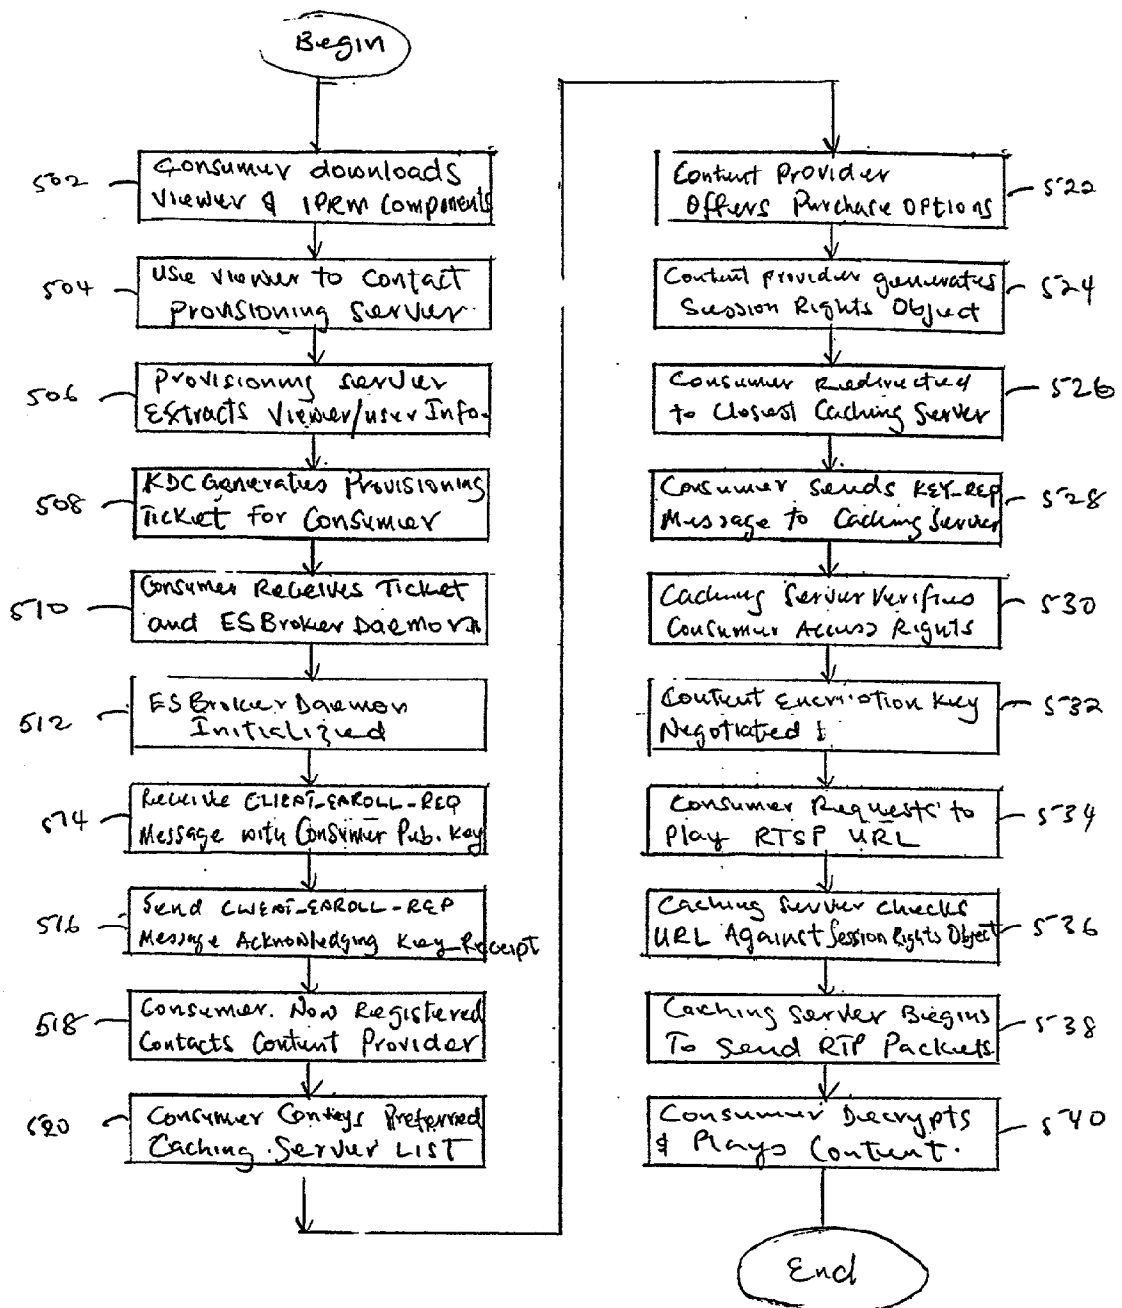 Begin
502
Consumer downloads
Viewer & IPRM Components
504
Use viewer to contact
Provisioning Server
506
Provisioning server
Extracts Viewer/user Info.
508
KDC Generates Provisioning
Ticket for Consumer
510
Consumer Receives Ticket
and ESBroker Daemon
512
ESBroker Daemon
Initialized
514
Receive CLIENT_ENROLL_REQ
Message with Consumer Pub. Key
516
Send CLIENT_ENROLL_REP
Message Acknowledging Key Receipt
518
Consumer Now Registered
Contacts Content Provider
520
Consumer Conveys Preferred
Caching Server LIST
Content Provider
Offers Purchase Options
522
Content provider generates
Session Rights Object
524
Consumer Redirected
to Closest Caching Server
526
Consumer Sends KEY_REQ
Message to Caching Server
528
Caching Server Verifies
Consumer Access Rights
530
Content Encryption Key
Negotiated
532
Consumer Requests to
Play RTSP URL
534
Caching Server Checks
URL Against Session Rights Object
536
Caching Server Begins
To Send RTP Packets
538
Consumer Decrypts
& Plays Content.
540
End